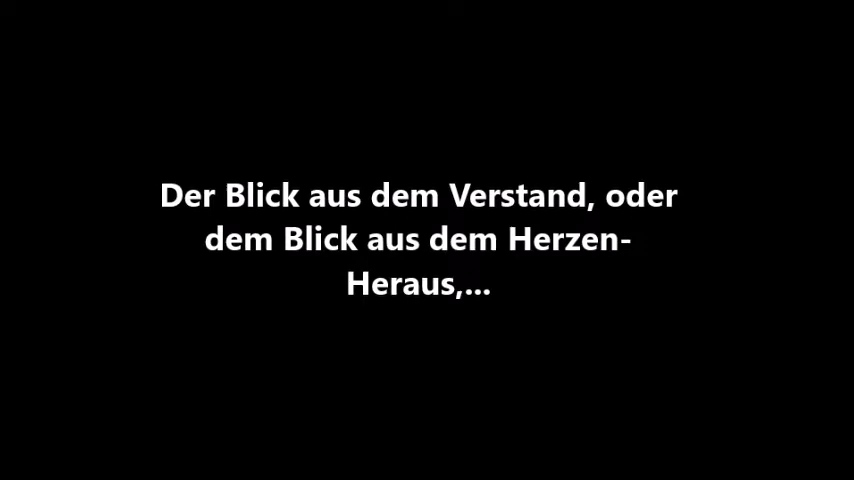 Der Blick aus dem Verstand, oder
dem Blick aus dem Herzen-
Heraus,...